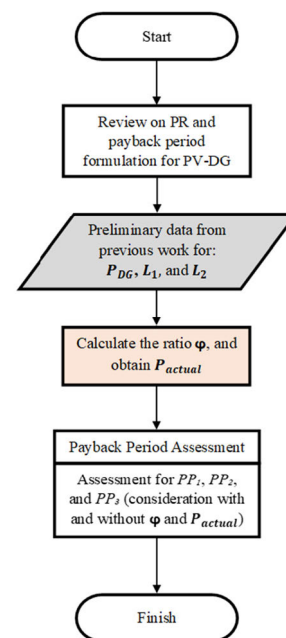 Start
Review on PR and
payback period
formulation for PV-DG
Preliminary data from
previous work for:
P_DG, L_1, and L_2
Calculate the ratio φ, and
obtain P_actual
Payback Period Assessment
Assessment for PP_1, PP_2,
and PP_3 (consideration with
and without φ and P_actual)
Finish